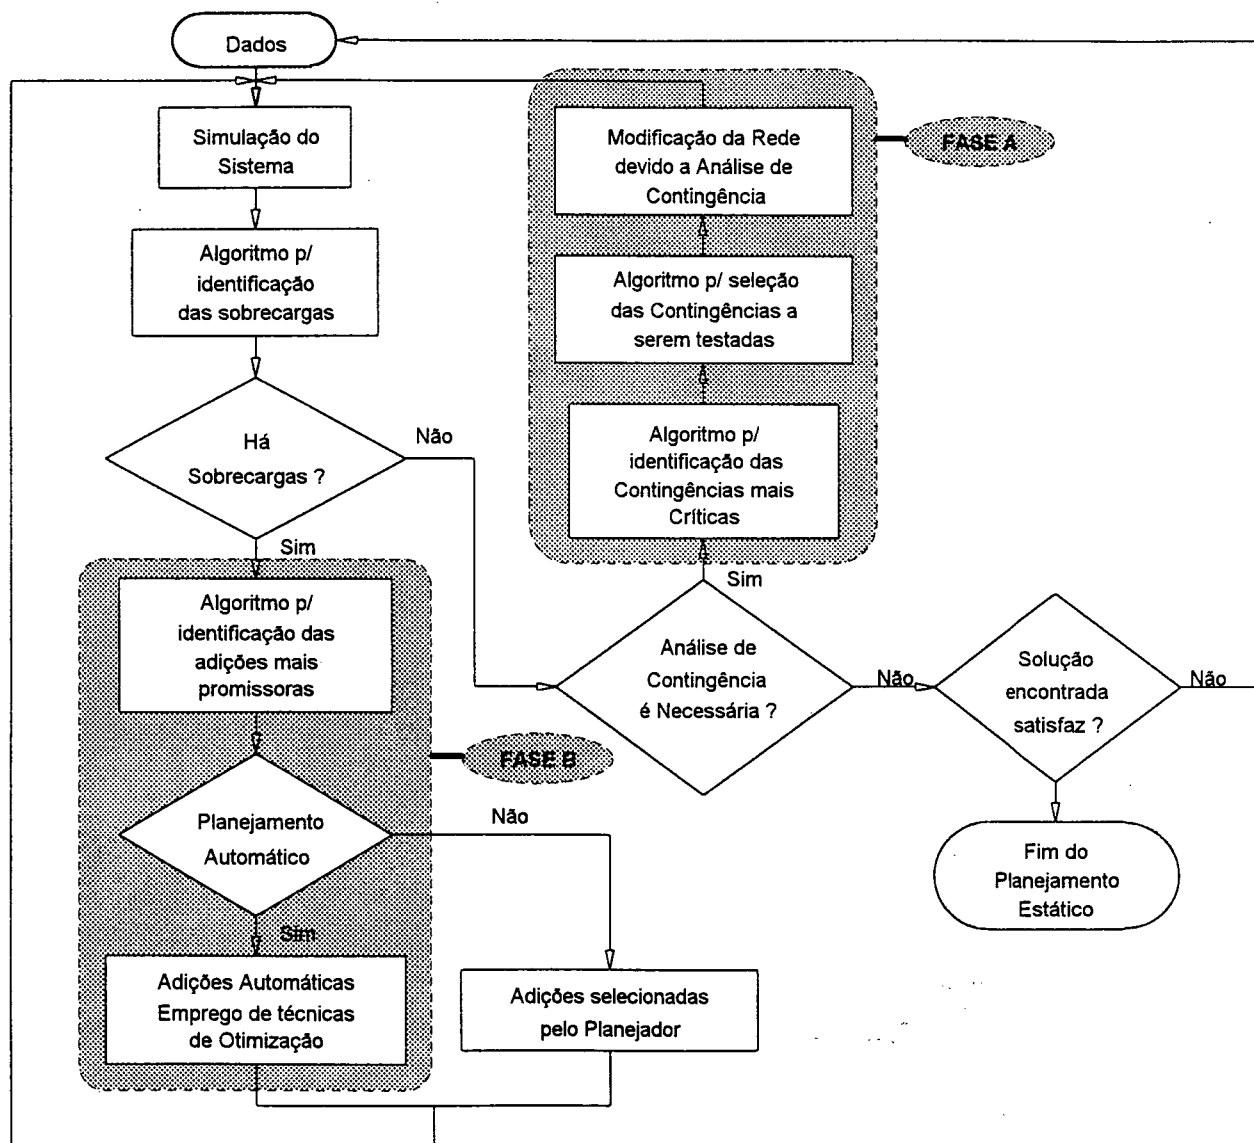 Dados
Simulação do
Sistema
Algoritmo p/
identificação
das sobrecargas
Há
Sobrecargas ?
Não
Sim
Algoritmo p/
identificação das
adições mais
promissoras
Planejamento
Automático
Não
Sim
Adições Automáticas
Emprego de técnicas
de Otimização
Adições selecionadas
pelo Planejador
FASE B
Modificação da Rede
devido a Análise de
Contingência
FASE A
Algoritmo p/ seleção
das Contingências a
serem testadas
Algoritmo p/
identificação das
Contingências mais
Críticas
Sim
Análise de
Contingência
é Necessária ?
Não
Solução
encontrada
satisfaz ?
Não
Fim do
Planejamento
Estático